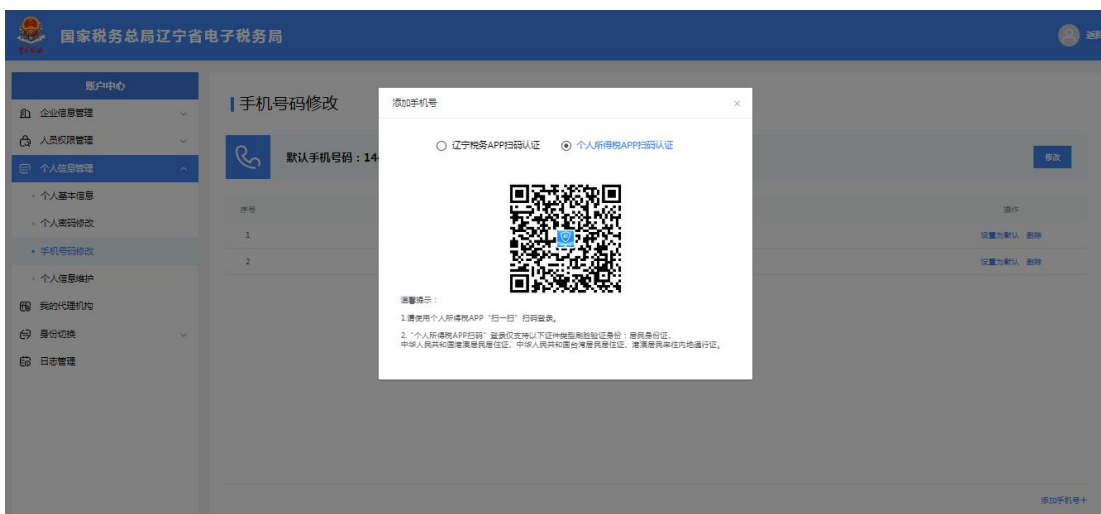 国家税务总局辽宁省电子税务局
账户中心
企业信息管理
人员权限管理
个人信息管理
个人基本信息
个人密码修改
手机号码修改
个人信息维护
我的代理机构
身份切换
日志管理
手机号码修改
默认手机号码：14
修改
序号
操作
1
设置为默认 删除
2
设置为默认 删除
添加手机号+
添加手机号
×
辽宁税务APP扫码认证 个人所得税APP扫码认证
温馨提示：
1.请使用个人所得税APP“扫一扫”扫码登录。
2.“个人所得税APP扫码”登录仅支持以下证件类型刷脸验证身份：居民身份证、
中华人民共和国港澳居民居住证、中华人民共和国台湾居民居住证、港澳居民来往内地通行证。